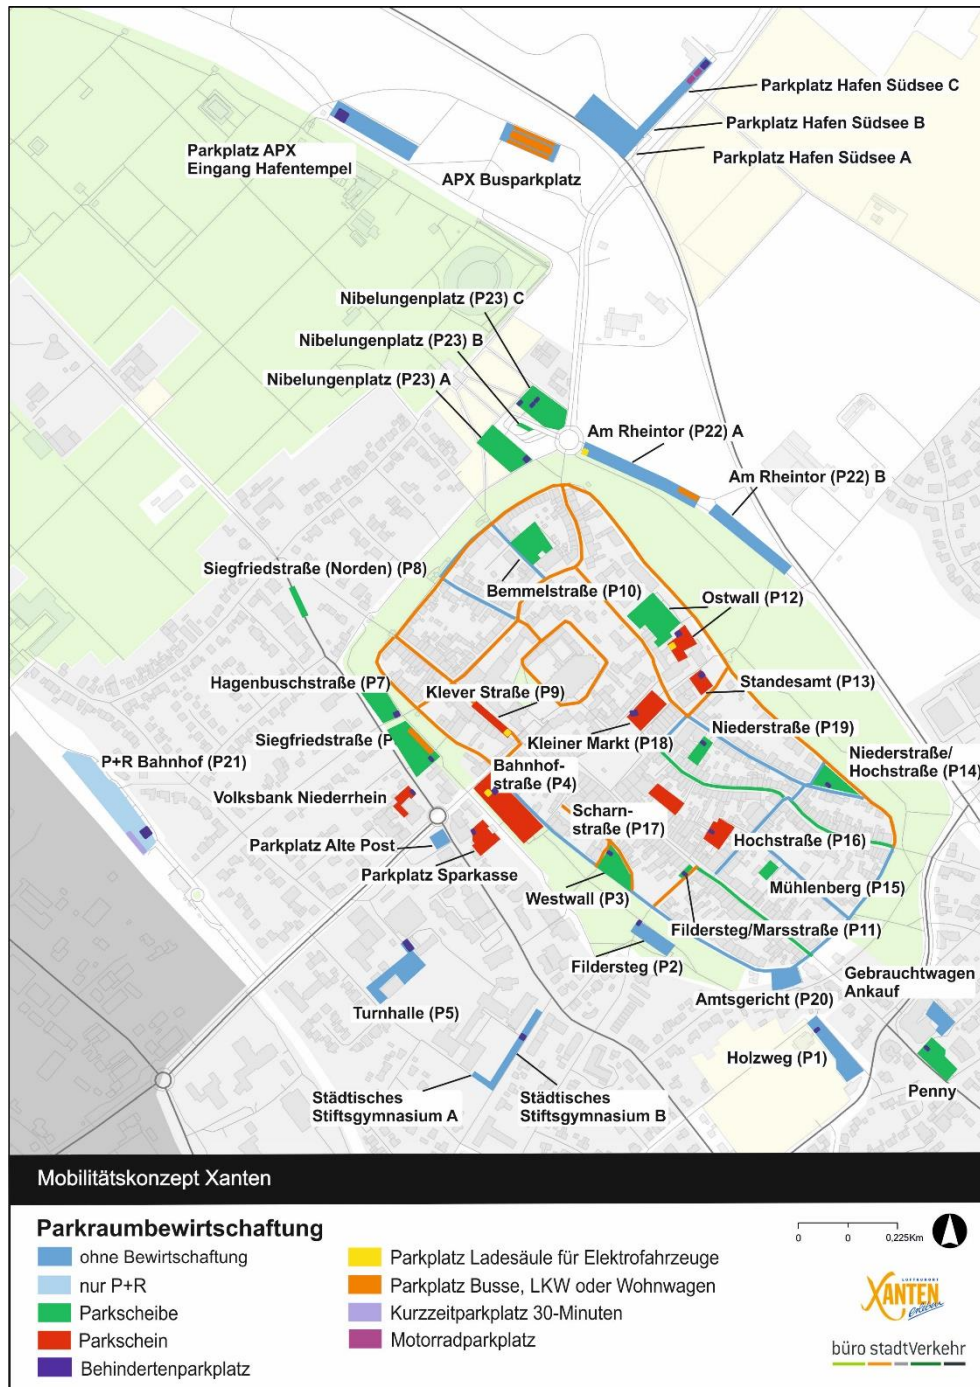 Parkplatz Hafen Südsee C
Parkplatz Hafen Südsee B
Parkplatz Hafen Südsee A
Parkplatz APX
Eingang Hafentempel
APX Busparkplatz
Nibelungenplatz (P23) C
Nibelungenplatz (P23) B
Nibelungenplatz (P23) A
Am Rheintor (P22) A
Am Rheintor (P22) B
Siegfriedstraße (Norden) (P8)
Bemmelstraße (P10)
Ostwall (P12)
Hagenbuschstraße (P7)
Klever Straße (P9)
Standesamt (P13)
Siegfriedstraße (P
Kleiner Markt (P18)
Niederstraße (P19)
P+R Bahnhof (P21)
Bahnhof-
straße (P4)
Niederstraße/
Hochstraße (P14)
Volksbank Niederrhein
Scharn-
straße (P17)
Parkplatz Alte Post
Hochstraße (P16)
Parkplatz Sparkasse
Westwall (P3)
Mühlenberg (P15)
Fildersteg/Marsstraße (P11)
Fildersteg (P2)
Gebrauchtwagen
Ankauf
Turnhalle (P5)
Amtsgericht (P20)
Holzweg (P1)
Penny
Städtisches
Stiftsgymnasium A
Städtisches
Stiftsgymnasium B
Mobilitätskonzept Xanten
Parkraumbewirtschaftung
ohne Bewirtschaftung
nur P+R
Parkscheibe
Parkschein
Behindertenparkplatz
Parkplatz Ladesäule für Elektrofahrzeuge
Parkplatz Busse, LKW oder Wohnwagen
Kurzzeitparkplatz 30-Minuten
Motorradparkplatz
0 0 0,225Km
LUFTKURORT
XANTEN
erleben
büro stadtVerkehr